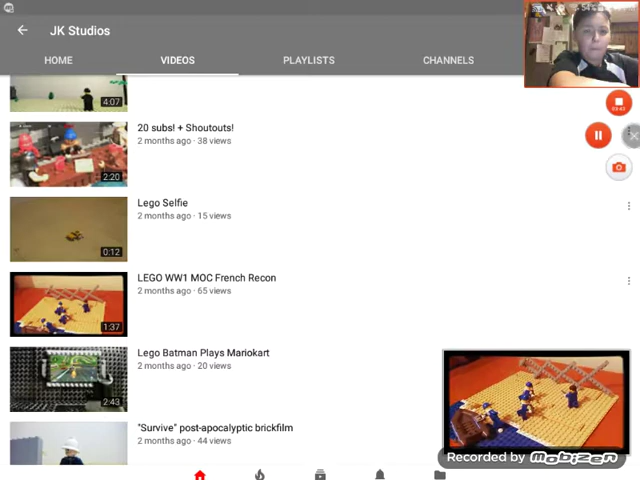 54%
JK Studios
HOME VIDEOS PLAYLISTS CHANNELS
4:07
20 subs! + Shoutouts!
2 months ago · 38 views
2:20
Lego Selfie
2 months ago · 15 views
0:12
LEGO WW1 MOC French Recon
2 months ago · 65 views
1:37
Lego Batman Plays Mariokart
2 months ago · 20 views
2:43
"Survive" post-apocalyptic brickfilm
2 months ago · 44 views
Recorded by Mobizen